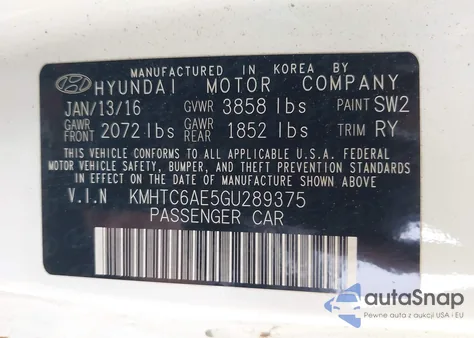 MANUFACTURED IN KOREA BY
HYUNDAI MOTOR COMPANY
JAN/13/16 GVWR 3858 lbs PAINT SW2
GAWR FRONT 2072 lbs GAWR REAR 1852 lbs TRIM RY
THIS VEHICLE CONFORMS TO ALL APPLICABLE U.S.A. FEDERAL
MOTOR VEHICLE SAFETY, BUMPER, AND THEFT PREVENTION STANDARDS
IN EFFECT ON THE DATE OF MANUFACTURE SHOWN ABOVE.
V.I.N KMHTC6AE5GU289375
PASSENGER CAR
autoSnap
Pewne auta z aukcji USA - EU